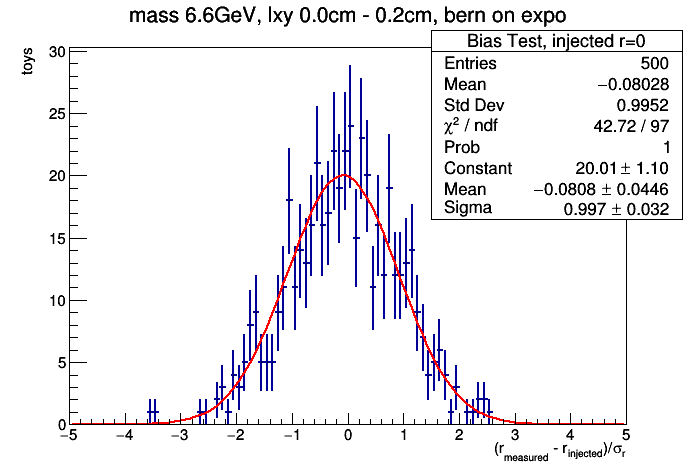 mass 6.6GeV, lxy 0.0cm - 0.2cm, bern on expo
Bias Test, injected r=0
Entries 500
Mean −0.08028
Std Dev 0.9952
χ² / ndf 42.72 / 97
Prob 1
Constant 20.01 ± 1.10
Mean −0.0808 ± 0.0446
Sigma 0.997 ± 0.032
toys
30
25
20
15
10
5
0
−5 −4 −3 −2 −1 0 1 2 3 4 5
(r_measured - r_injected)/σ_r